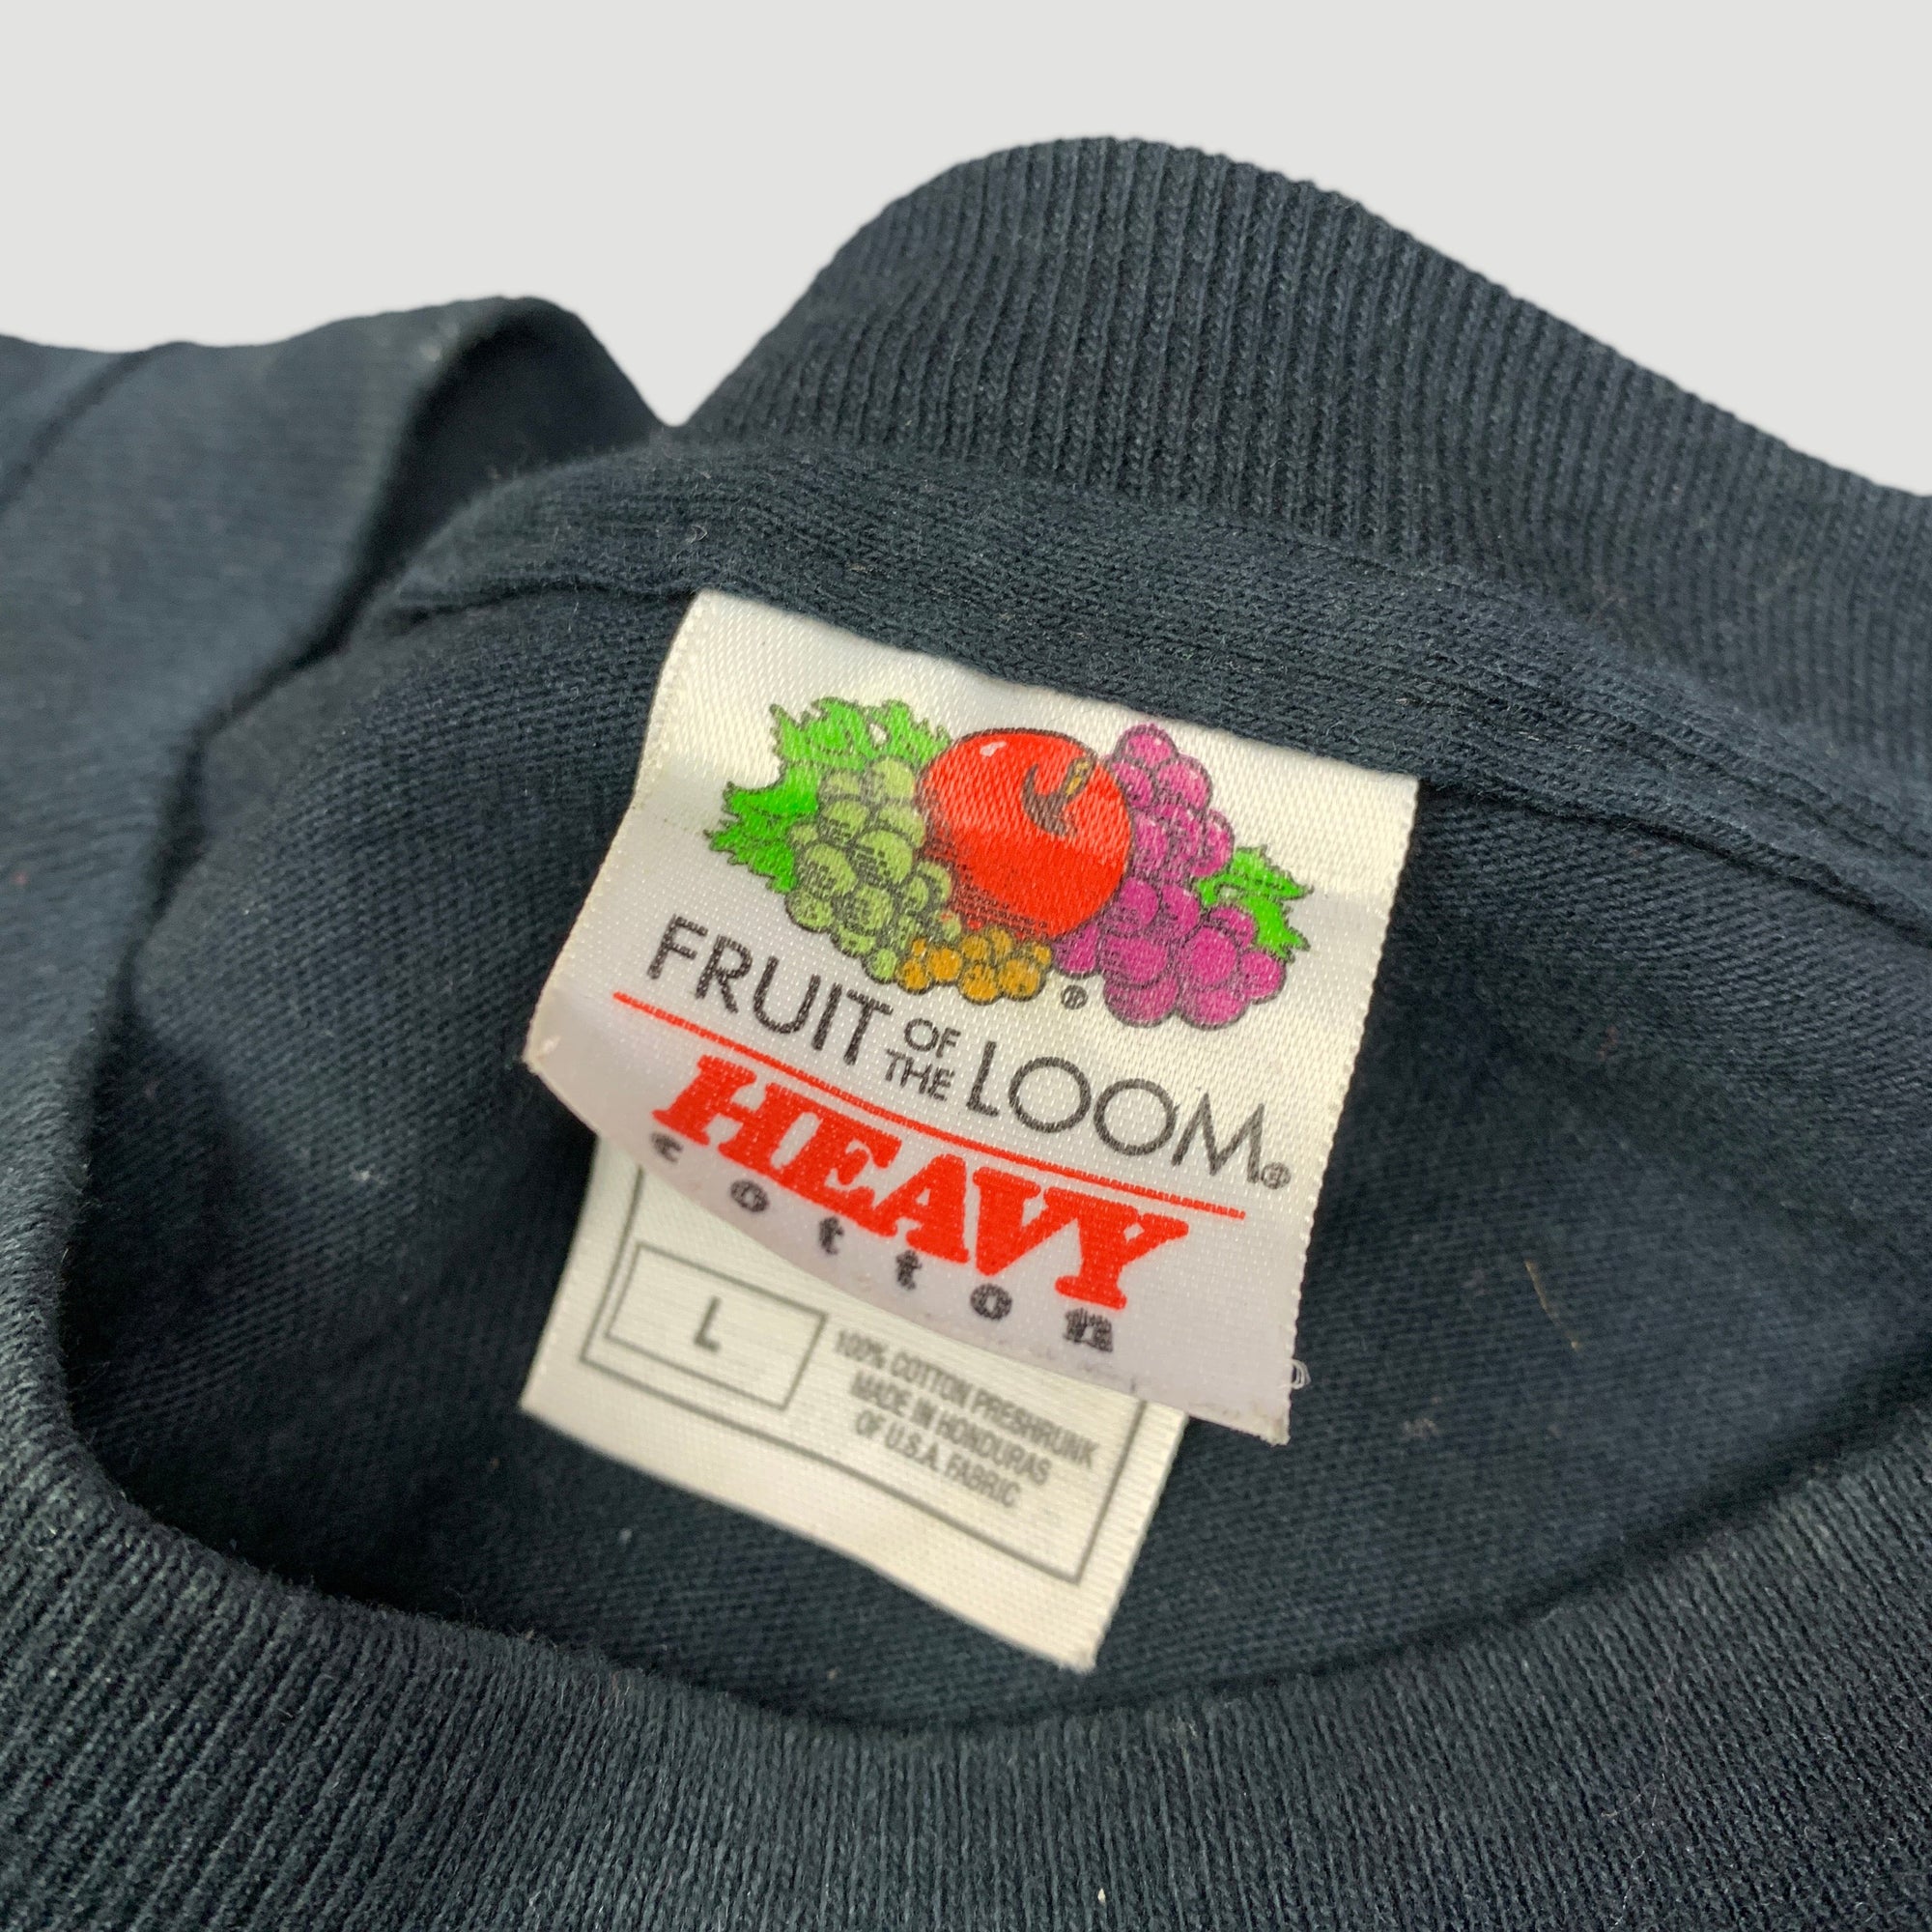 ®
FRUIT OF THE LOOM®
HEAVY
cotton
L
100% COTTON PRESHRUNK
MADE IN HONDURAS
OF U.S.A. FABRIC